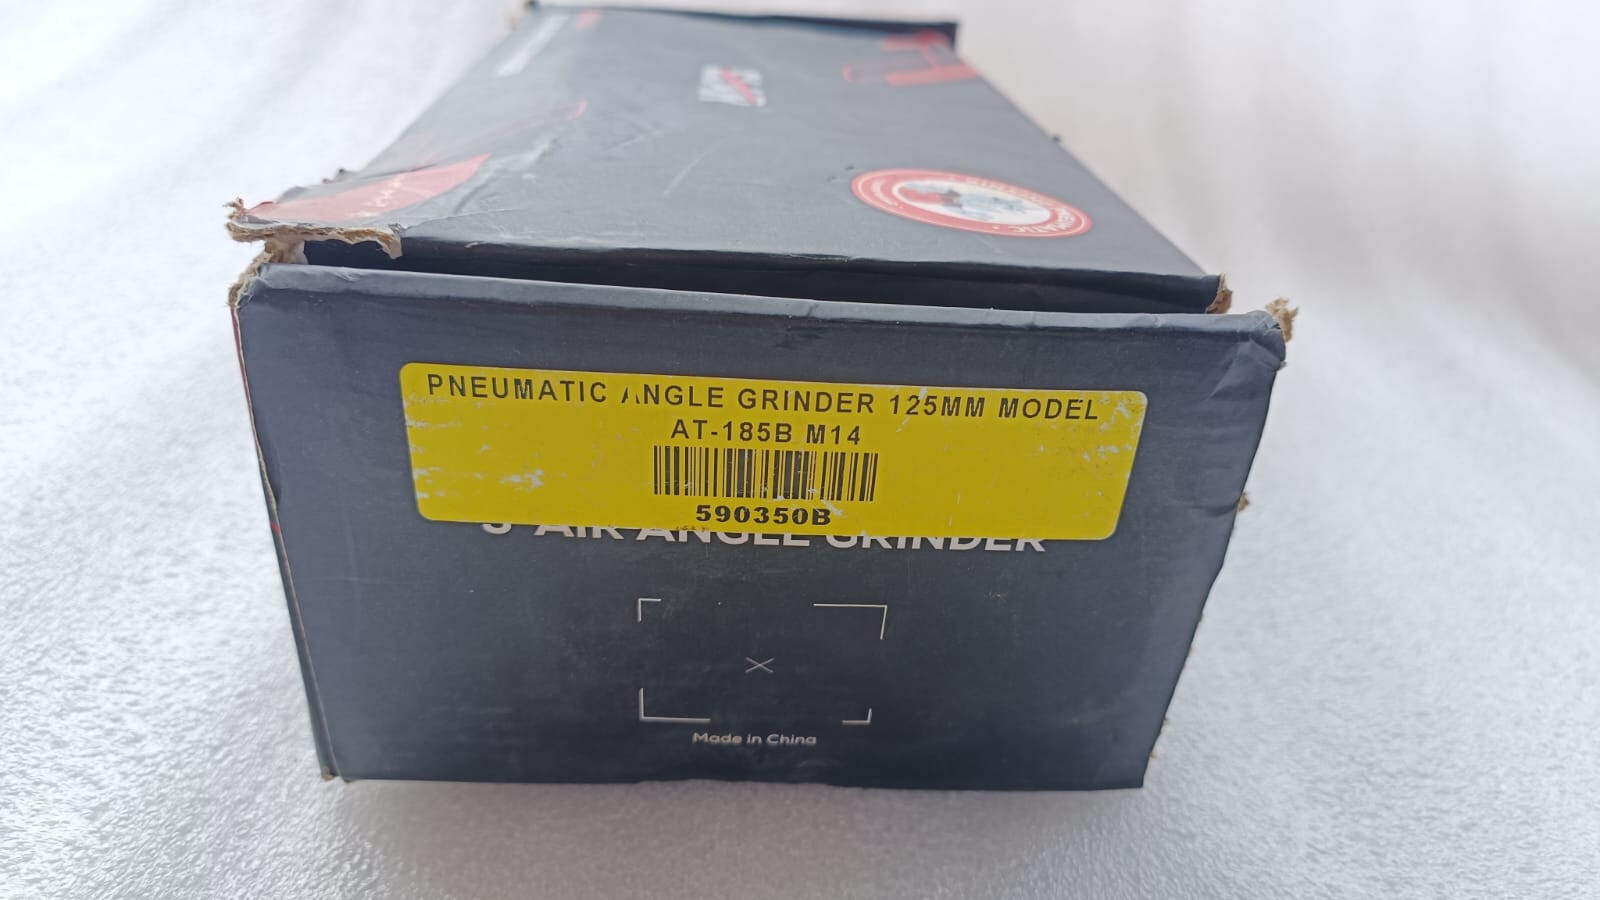 PNEUMATIC ANGLE GRINDER 125MM MODEL
AT-185B M14
590350B
AIR ANGLE GRINDER
Made in China